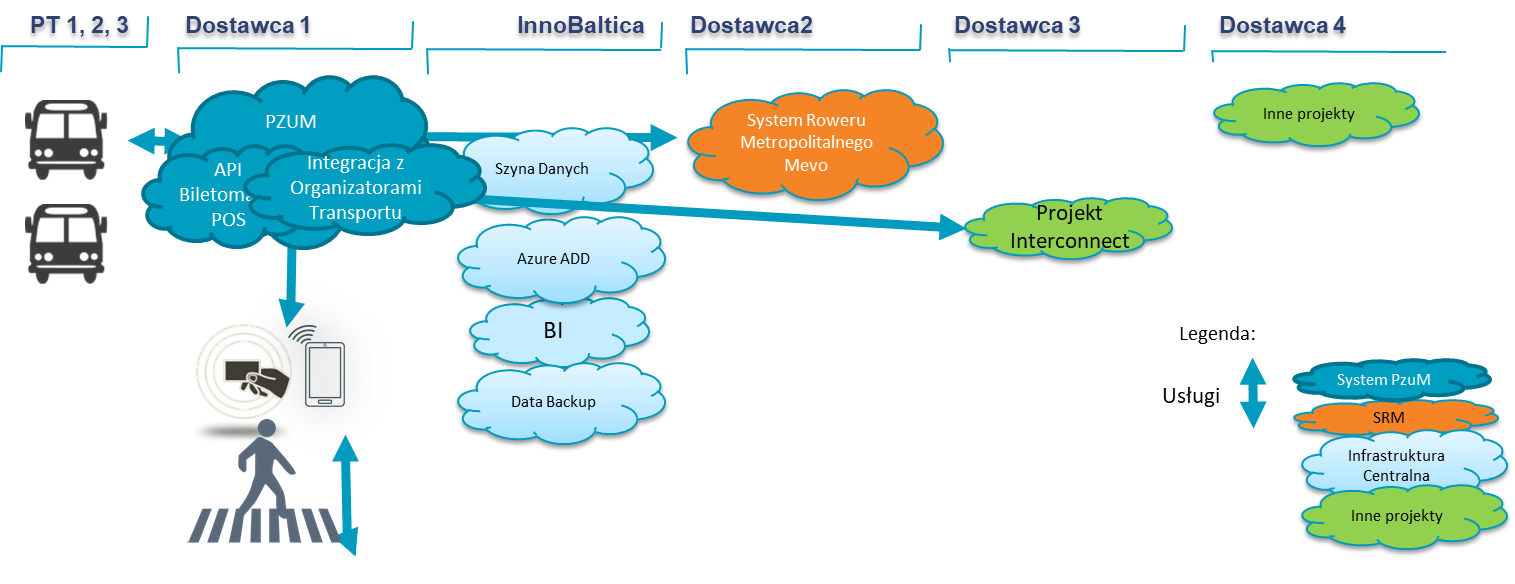 PT 1, 2, 3
Dostawca 1
InnoBaltica
Dostawca2
Dostawca 3
Dostawca 4
PZUM
API
POS
Integracja z
Organizatorami
Transportu
Szyna Danych
Azure ADD
BI
Data Backup
System Roweru
Metropolitalnego
Mevo
Projekt
Interconnect
Inne projekty
Legenda:
Usługi
System PzuM
SRM
Infrastruktura
Centralna
Inne projekty